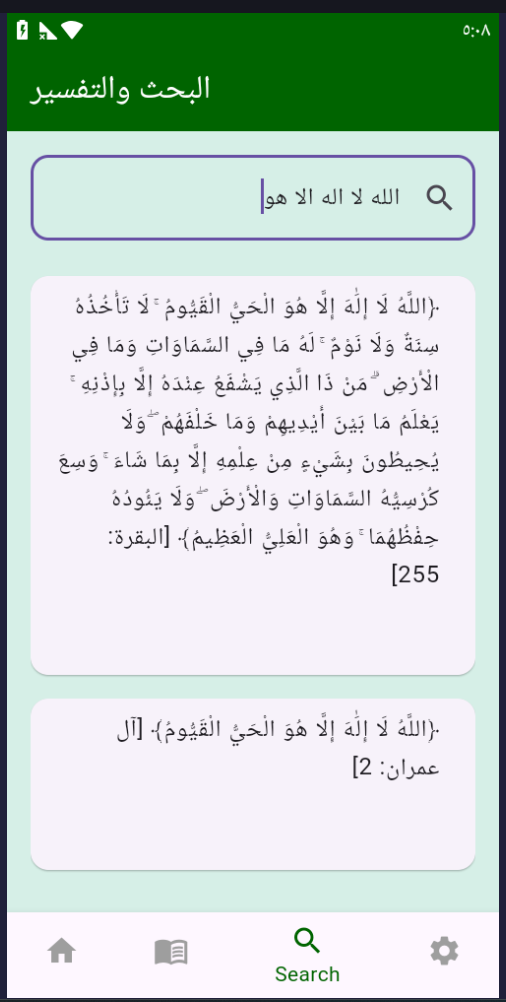 ٥:٠٨
البحث والتفسير
الله لا اله الا هو
﴿اللَّهُ لَا إِلَٰهَ إِلَّا هُوَ الْحَيُّ الْقَيُّومُ ۚ لَا تَأْخُذُهُ
سِنَةٌ وَلَا نَوْمٌ ۚ لَهُ مَا فِي السَّمَاوَاتِ وَمَا فِي
الْأَرْضِ ۗ مَنْ ذَا الَّذِي يَشْفَعُ عِنْدَهُ إِلَّا بِإِذْنِهِ ۚ
يَعْلَمُ مَا بَيْنَ أَيْدِيهِمْ وَمَا خَلْفَهُمْ ۖ وَلَا
يُحِيطُونَ بِشَيْءٍ مِنْ عِلْمِهِ إِلَّا بِمَا شَاءَ ۚ وَسِعَ
كُرْسِيُّهُ السَّمَاوَاتِ وَالْأَرْضَ ۖ وَلَا يَئُودُهُ
حِفْظُهُمَا ۚ وَهُوَ الْعَلِيُّ الْعَظِيمُ﴾ [البقرة:
255]
﴿اللَّهُ لَا إِلَٰهَ إِلَّا هُوَ الْحَيُّ الْقَيُّومُ﴾ [آل
عمران: 2]
Search